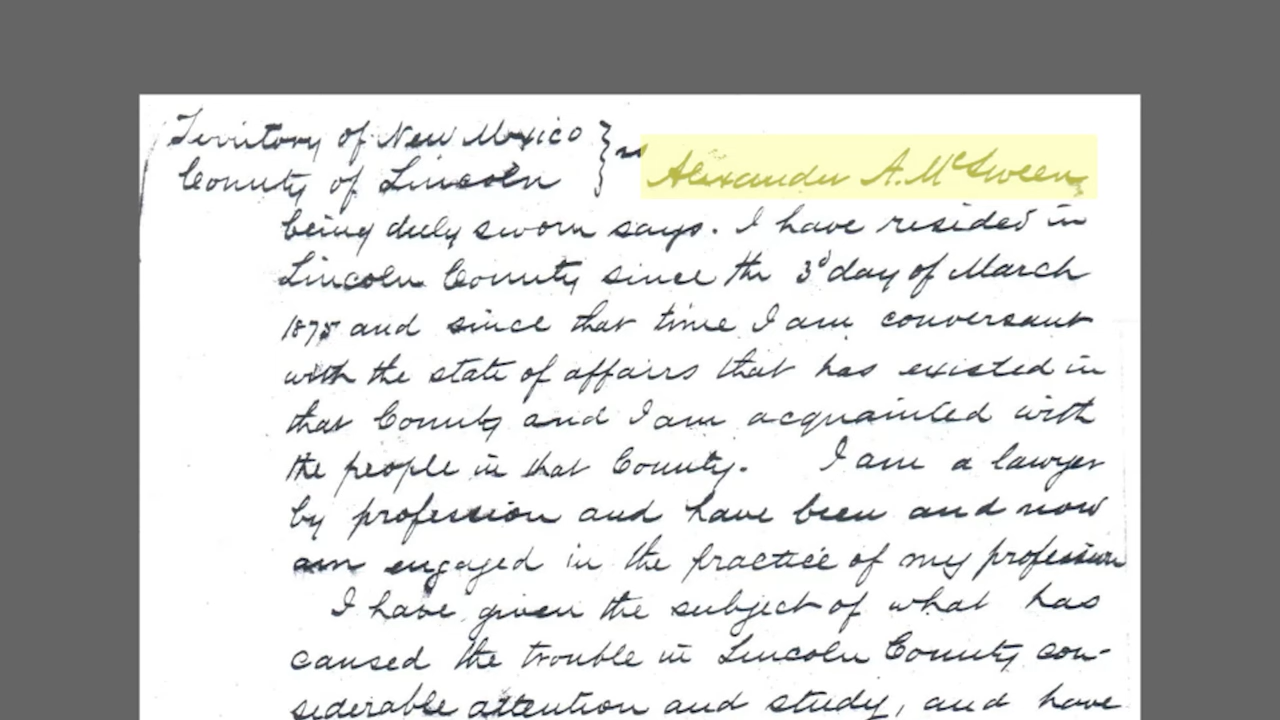 Territory of New Mexico } ss Alexander A. McSween
County of Lincoln
being duly sworn says. I have resided in
Lincoln County since the 3d day of March
1875 and since that time I am conversant
with the state of affairs that has existed in
that County and I am acquainted with
the people in that County. I am a lawyer
by profession and have been and now
am engaged in the practice of my profession
I have given the subject of what has
caused the trouble in Lincoln County con-
siderable attention and study, and have